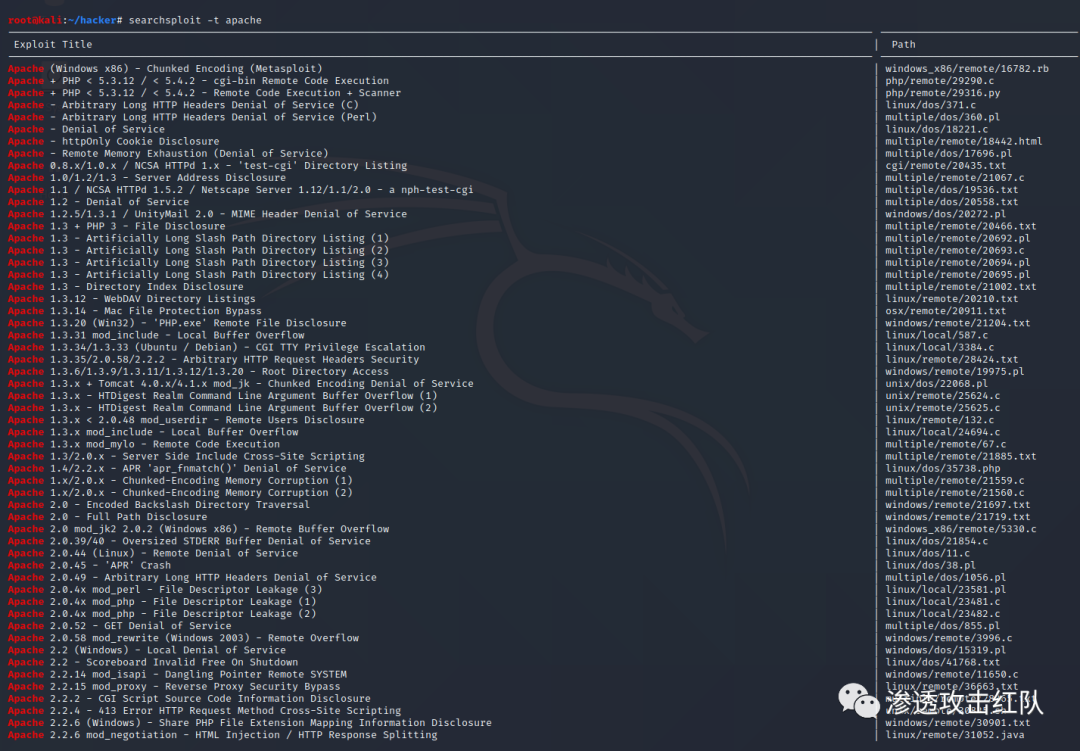 root@kali:~/hacker# searchsploit -t apache
Exploit Title | Path
Apache (Windows x86) - Chunked Encoding (Metasploit) | windows_x86/remote/16782.rb
Apache + PHP < 5.3.12 / < 5.4.2 - cgi-bin Remote Code Execution | php/remote/29290.c
Apache + PHP < 5.3.12 / < 5.4.2 - Remote Code Execution + Scanner | php/remote/29316.py
Apache - Arbitrary Long HTTP Headers Denial of Service (C) | linux/dos/371.c
Apache - Arbitrary Long HTTP Headers Denial of Service (Perl) | multiple/dos/360.pl
Apache - Denial of Service | linux/dos/18221.c
Apache - httpOnly Cookie Disclosure | multiple/remote/18442.html
Apache - Remote Memory Exhaustion (Denial of Service) | multiple/dos/17696.pl
Apache 0.8.x/1.0.x / NCSA HTTPd 1.x - 'test-cgi' Directory Listing | cgi/remote/20435.txt
Apache 1.0/1.2/1.3 - Server Address Disclosure | multiple/remote/21067.c
Apache 1.1 / NCSA HTTPd 1.5.2 / Netscape Server 1.12/1.1/2.0 - a nph-test-cgi | multiple/dos/19536.txt
Apache 1.2 - Denial of Service | multiple/dos/20558.txt
Apache 1.2.5/1.3.1 / UnityMail 2.0 - MIME Header Denial of Service | windows/dos/20272.pl
Apache 1.3 + PHP 3 - File Disclosure | multiple/remote/20466.txt
Apache 1.3 - Artificially Long Slash Path Directory Listing (1) | multiple/remote/20692.pl
Apache 1.3 - Artificially Long Slash Path Directory Listing (2) | multiple/remote/20693.c
Apache 1.3 - Artificially Long Slash Path Directory Listing (3) | multiple/remote/20694.pl
Apache 1.3 - Artificially Long Slash Path Directory Listing (4) | multiple/remote/20695.pl
Apache 1.3 - Directory Index Disclosure | multiple/remote/21002.txt
Apache 1.3.12 - WebDAV Directory Listings | linux/remote/20210.txt
Apache 1.3.14 - Mac File Protection Bypass | osx/remote/20911.txt
Apache 1.3.20 (Win32) - 'PHP.exe' Remote File Disclosure | windows/remote/21204.txt
Apache 1.3.31 mod_include - Local Buffer Overflow | linux/local/587.c
Apache 1.3.34/1.3.33 (Ubuntu / Debian) - CGI TTY Privilege Escalation | linux/local/3384.c
Apache 1.3.35/2.0.58/2.2.2 - Arbitrary HTTP Request Headers Security | linux/remote/28424.txt
Apache 1.3.6/1.3.9/1.3.11/1.3.12/1.3.20 - Root Directory Access | windows/remote/19975.pl
Apache 1.3.x + Tomcat 4.0.x/4.1.x mod_jk - Chunked Encoding Denial of Service | unix/dos/22068.pl
Apache 1.3.x - HTDigest Realm Command Line Argument Buffer Overflow (1) | unix/remote/25624.c
Apache 1.3.x - HTDigest Realm Command Line Argument Buffer Overflow (2) | unix/remote/25625.c
Apache 1.3.x < 2.0.48 mod_userdir - Remote Users Disclosure | linux/remote/132.c
Apache 1.3.x mod_include - Local Buffer Overflow | linux/local/24694.c
Apache 1.3.x mod_mylo - Remote Code Execution | multiple/remote/67.c
Apache 1.3/2.0.x - Server Side Include Cross-Site Scripting | multiple/remote/21885.txt
Apache 1.4/2.2.x - APR 'apr_fnmatch()' Denial of Service | linux/dos/35738.php
Apache 1.x/2.0.x - Chunked-Encoding Memory Corruption (1) | multiple/remote/21559.c
Apache 1.x/2.0.x - Chunked-Encoding Memory Corruption (2) | multiple/remote/21560.c
Apache 2.0 - Encoded Backslash Directory Traversal | windows/remote/21697.txt
Apache 2.0 - Full Path Disclosure | windows/remote/21719.txt
Apache 2.0 mod_jk2 2.0.2 (Windows x86) - Remote Buffer Overflow | windows_x86/remote/5330.c
Apache 2.0.39/40 - Oversized STDERR Buffer Denial of Service | linux/dos/21854.c
Apache 2.0.44 (Linux) - Remote Denial of Service | linux/dos/11.c
Apache 2.0.45 - 'APR' Crash | linux/dos/38.pl
Apache 2.0.49 - Arbitrary Long HTTP Headers Denial of Service | multiple/dos/1056.pl
Apache 2.0.4x mod_perl - File Descriptor Leakage (3) | linux/local/23581.pl
Apache 2.0.4x mod_php - File Descriptor Leakage (1) | linux/local/23481.c
Apache 2.0.4x mod_php - File Descriptor Leakage (2) | linux/local/23482.c
Apache 2.0.52 - GET Denial of Service | multiple/dos/855.pl
Apache 2.0.58 mod_rewrite (Windows 2003) - Remote Overflow | windows/remote/3996.c
Apache 2.2 (Windows) - Local Denial of Service | windows/dos/15319.pl
Apache 2.2 - Scoreboard Invalid Free On Shutdown | linux/dos/41768.txt
Apache 2.2.14 mod_isapi - Dangling Pointer Remote SYSTEM | windows/remote/11650.c
Apache 2.2.15 mod_proxy - Reverse Proxy Security Bypass | linux/remote/36663.txt
Apache 2.2.2 - CGI Script Source Code Information Disclosure |
Apache 2.2.4 - 413 Error HTTP Request Method Cross-Site Scripting |
Apache 2.2.6 (Windows) - Share PHP File Extension Mapping Information Disclosure | windows/remote/30901.txt
Apache 2.2.6 mod_negotiation - HTML Injection / HTTP Response Splitting | linux/remote/31052.java
渗透攻击红队